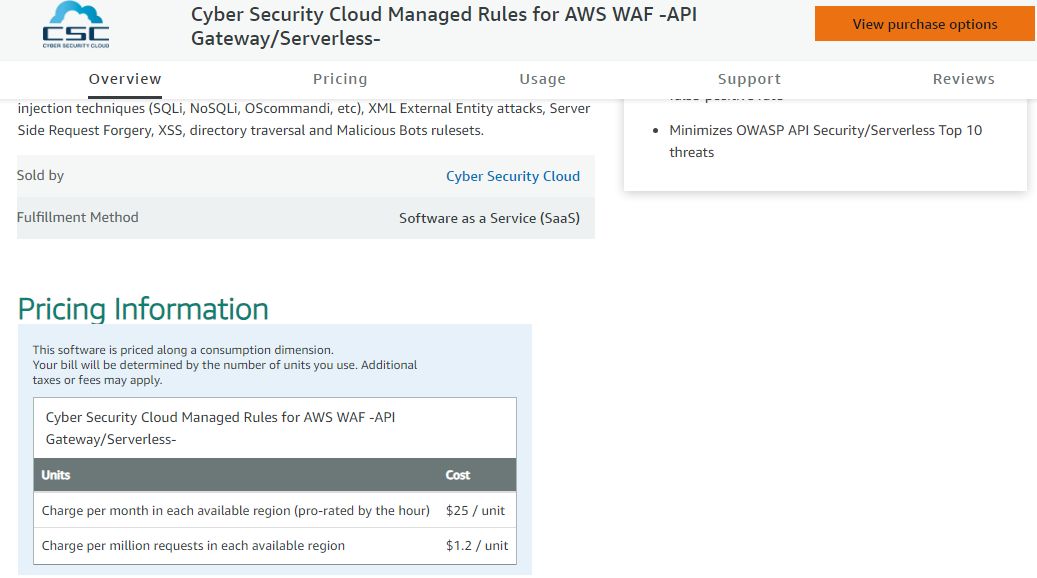 CSC
CYBER SECURITY CLOUD
Cyber Security Cloud Managed Rules for AWS WAF -API
Gateway/Serverless-
View purchase options
Overview
Pricing
Usage
Support
Reviews
injection techniques (SQLi, NoSQLi, OScommandi, etc), XML External Entity attacks, Server
Side Request Forgery, XSS, directory traversal and Malicious Bots rulesets.
Sold by
Cyber Security Cloud
Fulfillment Method
Software as a Service (SaaS)
• Minimizes OWASP API Security/Serverless Top 10
threats
Pricing Information
This software is priced along a consumption dimension.
Your bill will be determined by the number of units you use. Additional
taxes or fees may apply.
Cyber Security Cloud Managed Rules for AWS WAF -API
Gateway/Serverless-
Units Cost
Charge per month in each available region (pro-rated by the hour) $25 / unit
Charge per million requests in each available region $1.2 / unit